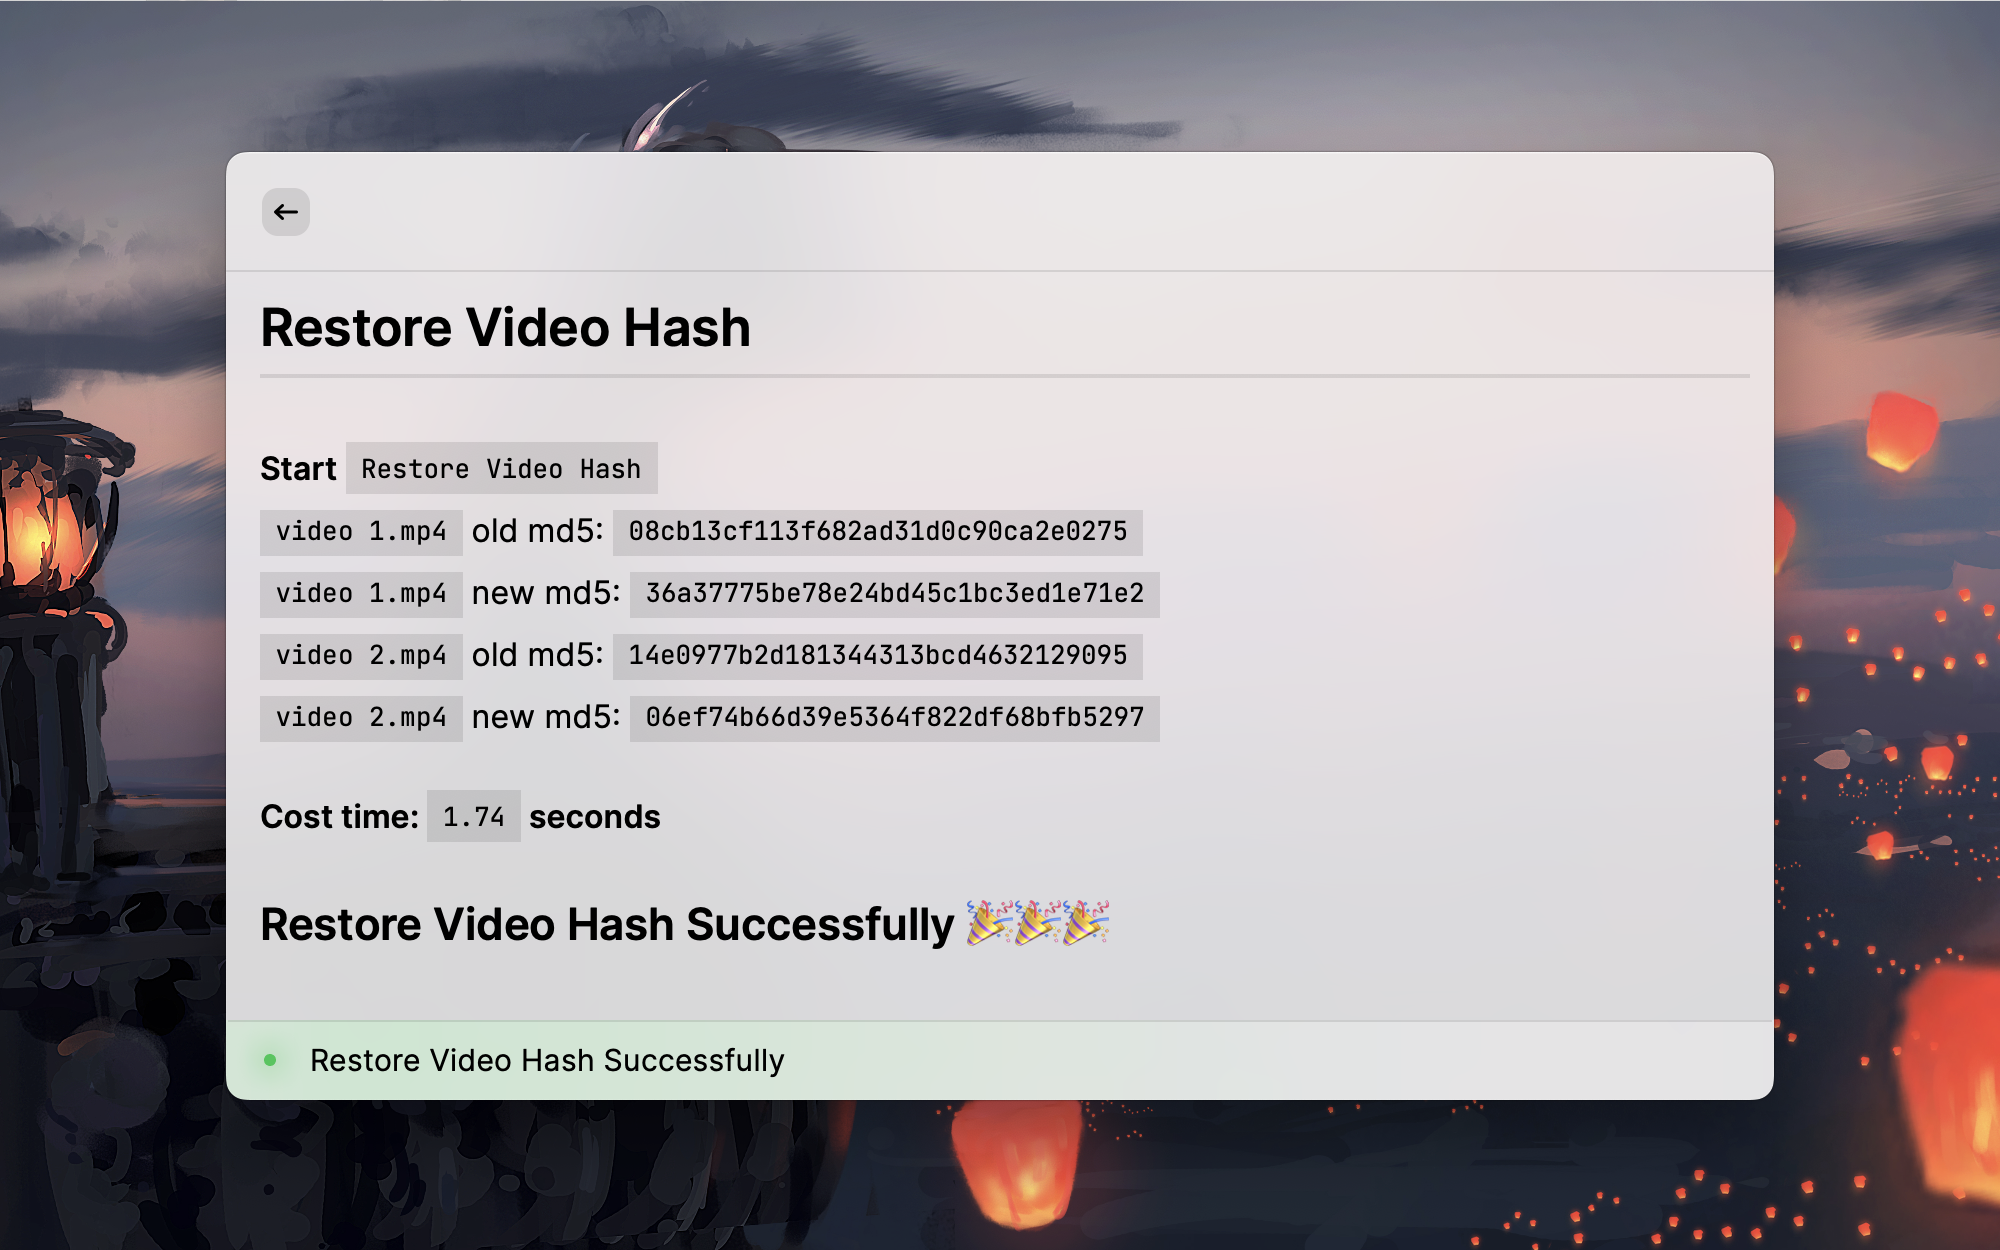 Restore Video Hash
Start Restore Video Hash
video 1.mp4 old md5: 08cb13cf113f682ad31d0c90ca2e0275
video 1.mp4 new md5: 36a37775be78e24bd45c1bc3ed1e71e2
video 2.mp4 old md5: 14e0977b2d181344313bcd4632129095
video 2.mp4 new md5: 06ef74b66d39e5364f822df68bfb5297
Cost time: 1.74 seconds
Restore Video Hash Successfully 🎉🎉🎉
Restore Video Hash Successfully